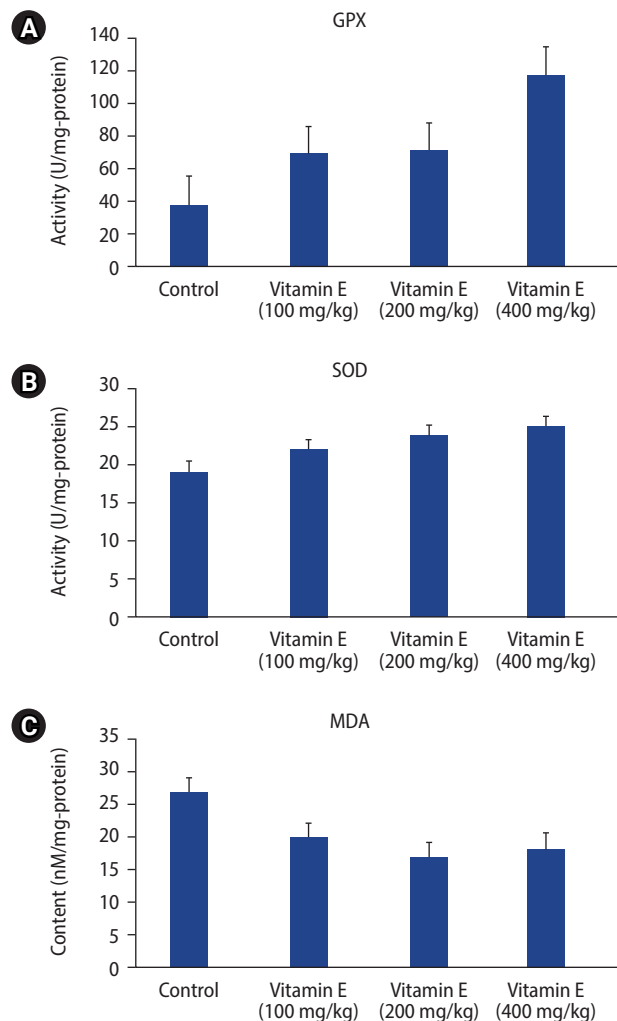 A
GPX
Activity (U/mg-protein)
140
120
100
80
60
40
20
0
Control
Vitamin E
(100 mg/kg)
Vitamin E
(200 mg/kg)
Vitamin E
(400 mg/kg)
B
SOD
Activity (U/mg-protein)
30
25
20
15
10
5
0
Control
Vitamin E
(100 mg/kg)
Vitamin E
(200 mg/kg)
Vitamin E
(400 mg/kg)
C
MDA
Content (nM/mg-protein)
35
30
25
20
15
10
5
0
Control
Vitamin E
(100 mg/kg)
Vitamin E
(200 mg/kg)
Vitamin E
(400 mg/kg)